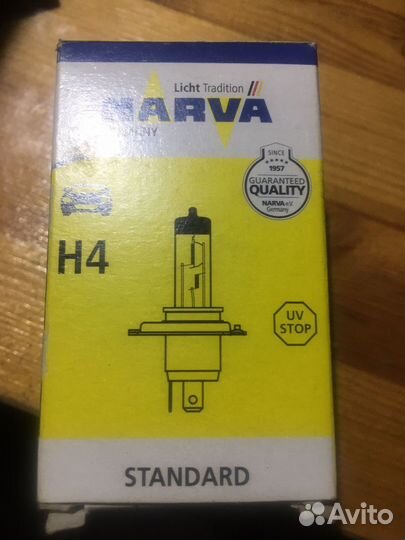 Licht Tradition
NARVA
SINCE
1957
GUARANTEED
QUALITY
NARVA e.V.
Germany
H4
UV
STOP
STANDARD
Avito